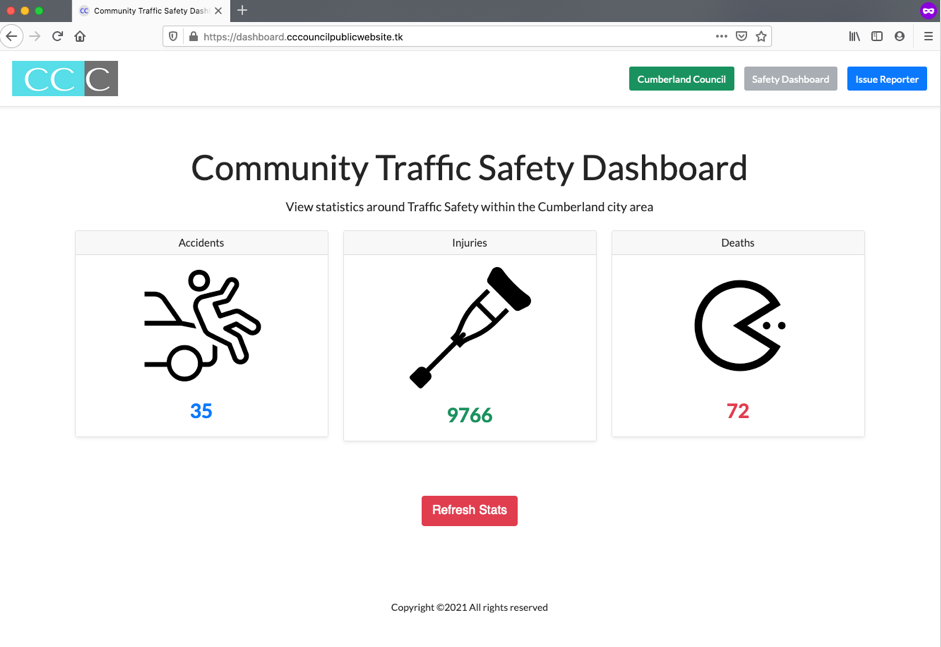 CC Community Traffic Safety Dash
https://dashboard.cccouncilpublicwebsite.tk
CCC
Cumberland Council
Safety Dashboard
Issue Reporter
Community Traffic Safety Dashboard
View statistics around Traffic Safety within the Cumberland city area
Accidents
Injuries
Deaths
35
9766
72
Refresh Stats
Copyright ©2021 All rights reserved